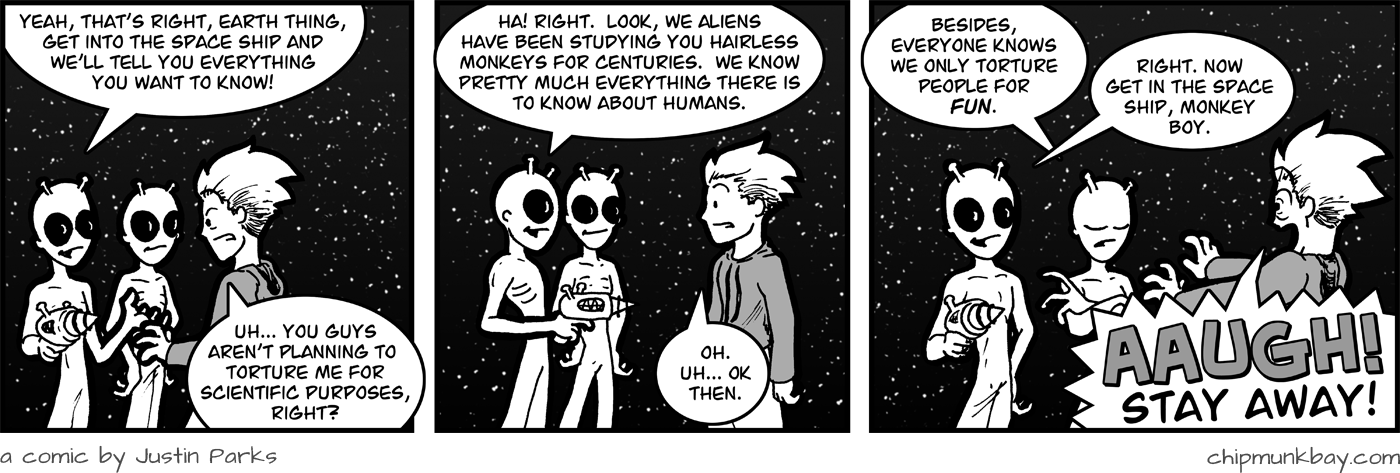 YEAH, THAT'S RIGHT, EARTH THING,
GET INTO THE SPACE SHIP AND
WE'LL TELL YOU EVERYTHING
YOU WANT TO KNOW!
UH... YOU GUYS
AREN'T PLANNING TO
TORTURE ME FOR
SCIENTIFIC PURPOSES,
RIGHT?
HA! RIGHT. LOOK, WE ALIENS
HAVE BEEN STUDYING YOU HAIRLESS
MONKEYS FOR CENTURIES. WE KNOW
PRETTY MUCH EVERYTHING THERE IS
TO KNOW ABOUT HUMANS.
OH.
UH... OK
THEN.
BESIDES,
EVERYONE KNOWS
WE ONLY TORTURE
PEOPLE FOR
FUN.
RIGHT. NOW
GET IN THE SPACE
SHIP, MONKEY
BOY.
AAUGH!
STAY AWAY!
a comic by Justin Parks
chipmunkbay.com